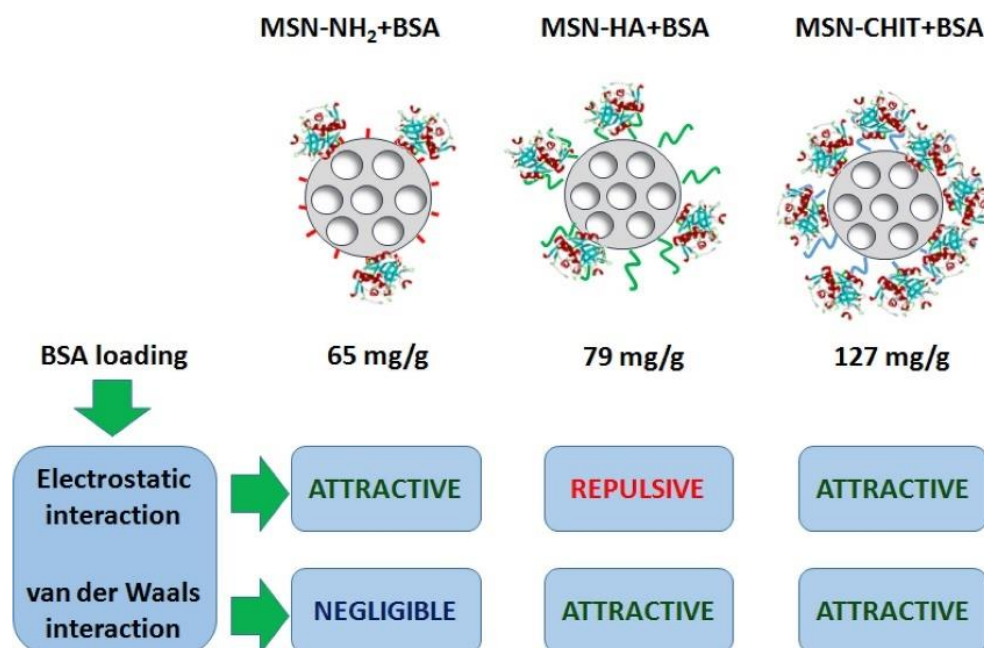 MSN-NH₂+BSA MSN-HA+BSA MSN-CHIT+BSA
BSA loading 65 mg/g 79 mg/g 127 mg/g
Electrostatic
interaction
ATTRACTIVE REPULSIVE ATTRACTIVE
van der Waals
interaction
NEGLIGIBLE ATTRACTIVE ATTRACTIVE